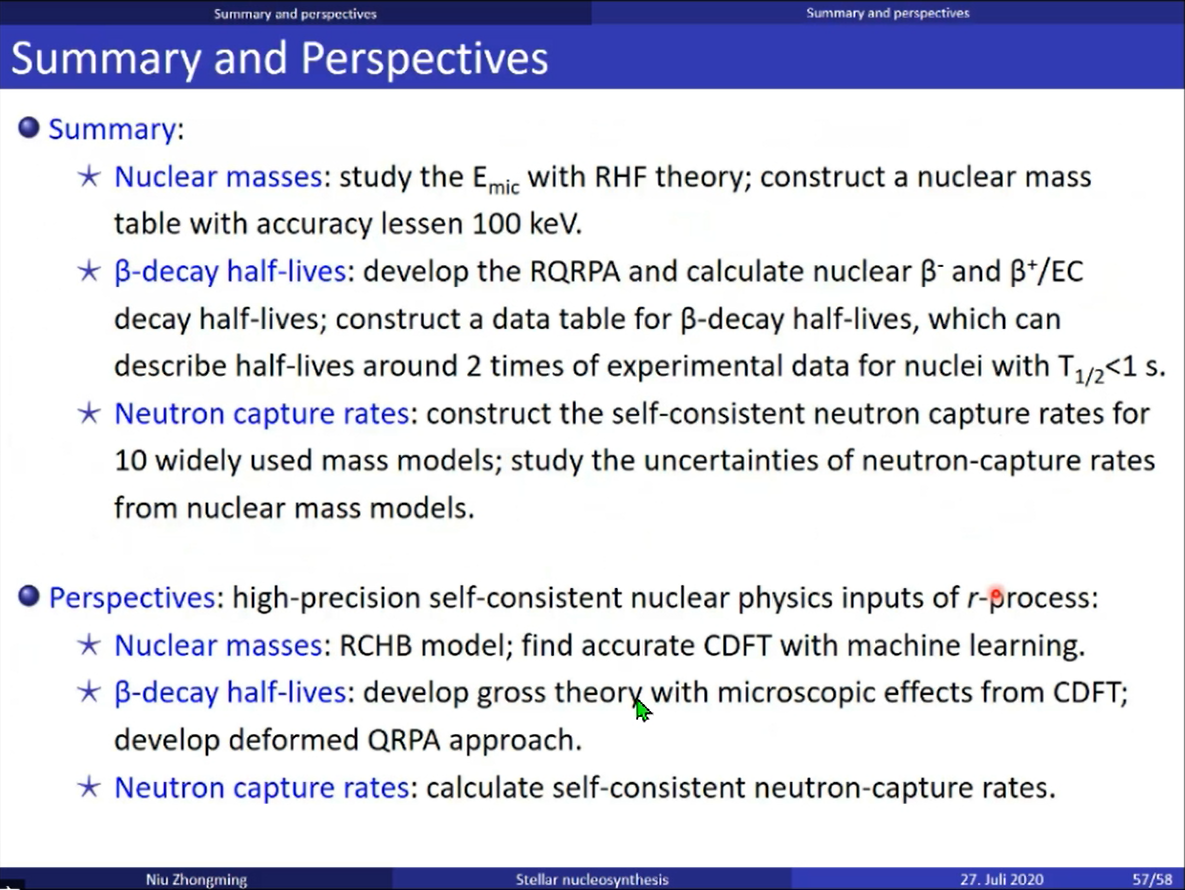 Summary and perspectives Summary and perspectives
Summary and Perspectives
Summary:
Nuclear masses: study the E_mic with RHF theory; construct a nuclear mass
table with accuracy lessen 100 keV.
β-decay half-lives: develop the RQRPA and calculate nuclear β⁻ and β⁺/EC
decay half-lives; construct a data table for β-decay half-lives, which can
describe half-lives around 2 times of experimental data for nuclei with T_1/2<1 s.
Neutron capture rates: construct the self-consistent neutron capture rates for
10 widely used mass models; study the uncertainties of neutron-capture rates
from nuclear mass models.
Perspectives: high-precision self-consistent nuclear physics inputs of r-process:
Nuclear masses: RCHB model; find accurate CDFT with machine learning.
β-decay half-lives: develop gross theory with microscopic effects from CDFT;
develop deformed QRPA approach.
Neutron capture rates: calculate self-consistent neutron-capture rates.
Niu Zhongming Stellar nucleosynthesis 27. Juli 2020 57/58